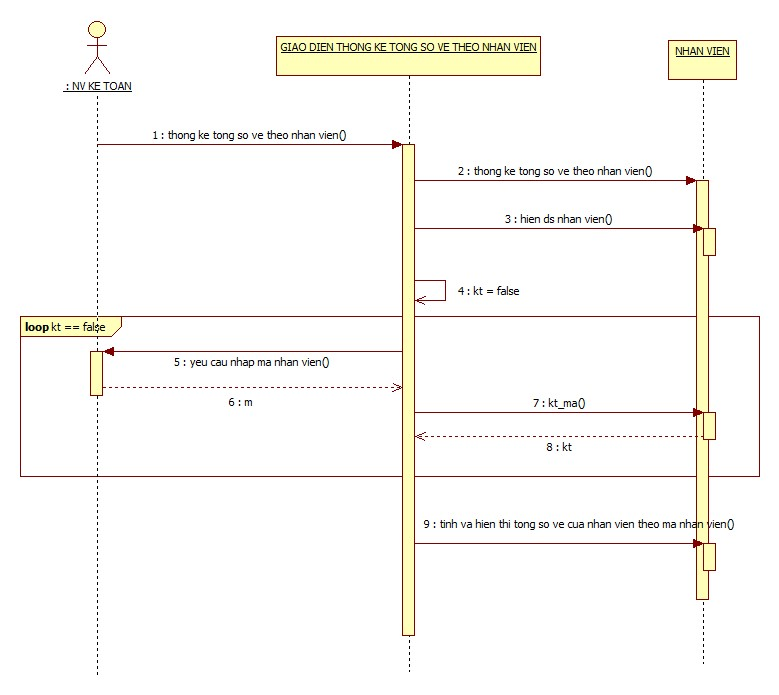 GIAO DIEN THONG KE TONG SO VE THEO NHAN VIEN
NHAN VIEN
: NV KE TOAN
1 : thong ke tong so ve theo nhan vien()
2 : thong ke tong so ve theo nhan vien()
3 : hien ds nhan vien()
4 : kt = false
loop kt == false
5 : yeu cau nhap ma nhan vien()
6 : m
7 : kt_ma()
8 : kt
9 : tinh va hien thi tong so ve cua nhan vien theo ma nhan vien()